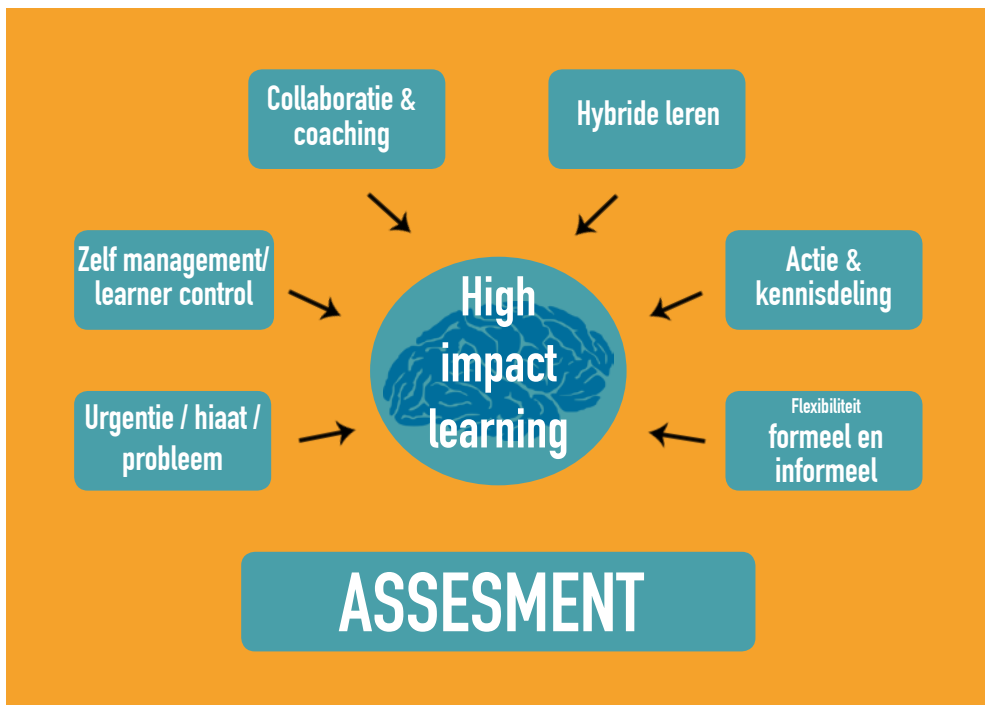 Collaratie &
coaching
Hybride leren
Zelf management/
learner control
Actie &
kennisdeling
High
impact
learning
Urgentie / hiaat /
probleem
Flexibiliteit
formeel en
informeel
ASSESMENT